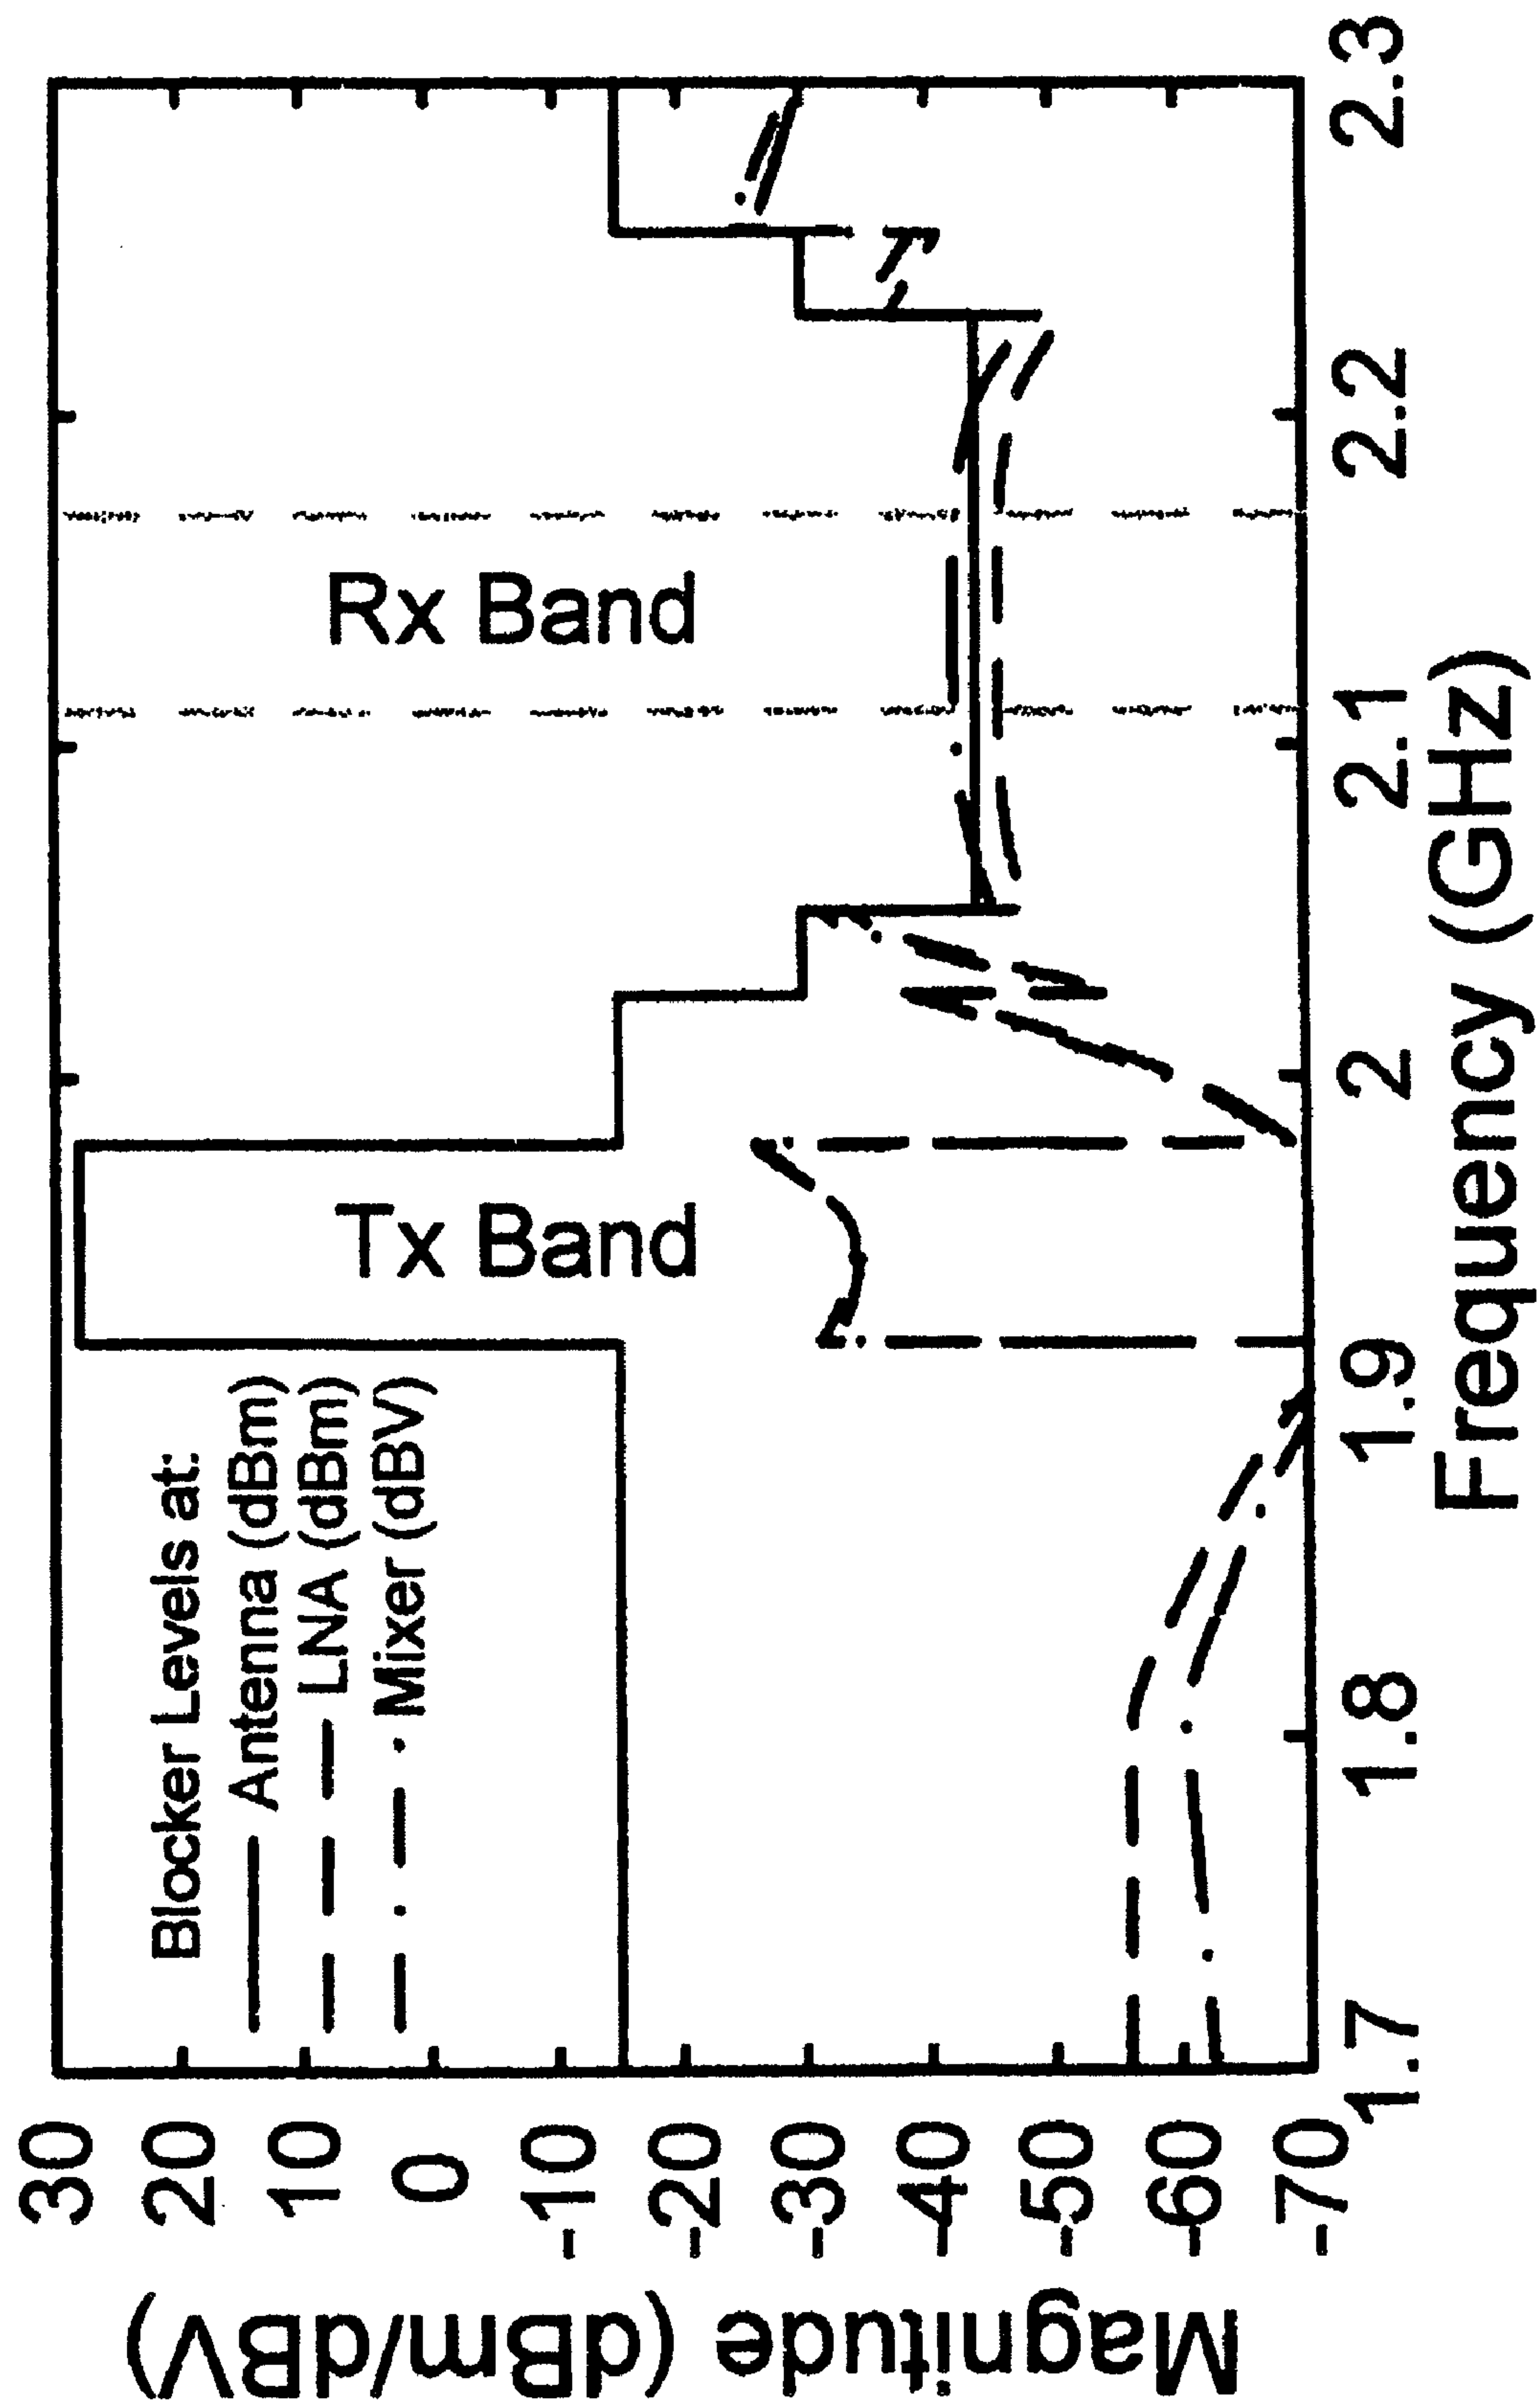 Magnitude (dBm/dBV)
30
20
10
0
-10
-20
-30
-40
-50
-60
-70
Blocker Levels at:
Antenna (dBm)
LNA (dBm)
Mixer (dBV)
Tx Band
Rx Band
1.7
1.8
1.9
2
2.1
2.2
2.3
Frequency (GHz)